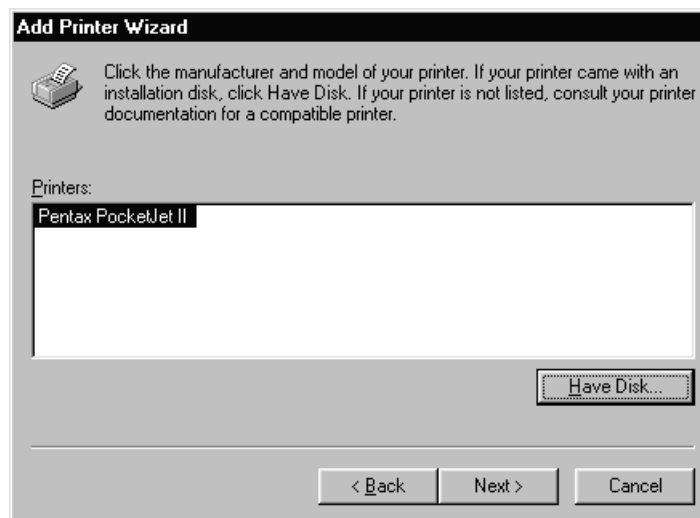 Add Printer Wizard
Click the manufacturer and model of your printer. If your printer came with an
installation disk, click Have Disk. If your printer is not listed, consult your printer
documentation for a compatible printer.
Printers:
Pentax PocketJet II
Have Disk...
< Back Next > Cancel